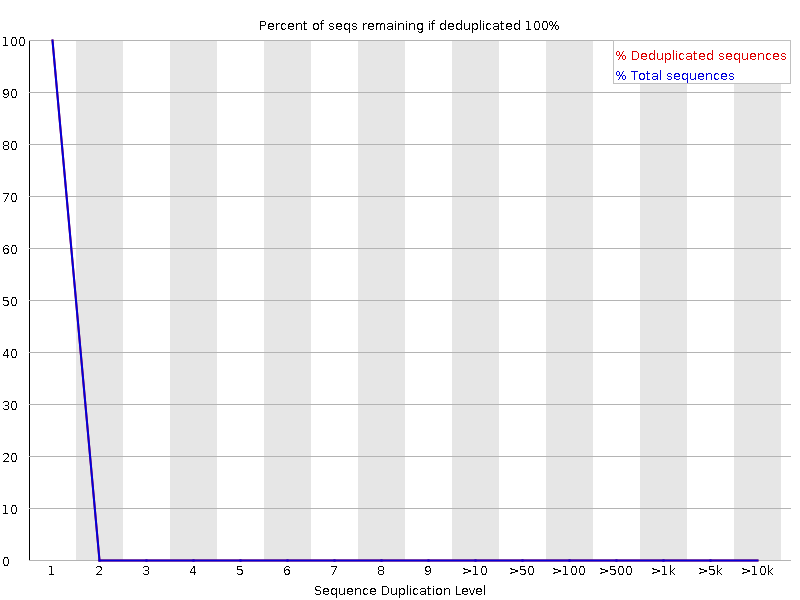 Percent of seqs remaining if deduplicated 100%
% Deduplicated sequences
% Total sequences
100
90
80
70
60
50
40
30
20
10
0
1 2 3 4 5 6 7 8 9 >10 >50 >100 >500 >1k >5k >10k
Sequence Duplication Level